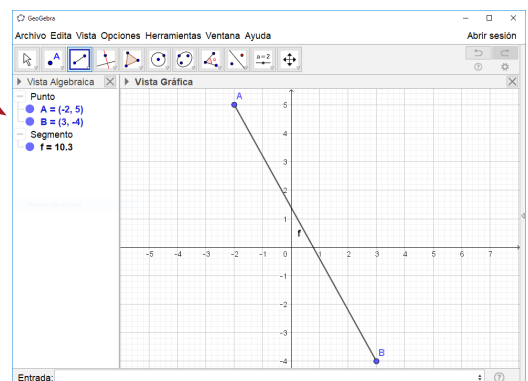 GeoGebra
Archivo Edita Vista Opciones Herramientas Ventana Ayuda Abrir sesión
A a=2
Vista Algebraica Vista Gráfica
Punto
A = (-2, 5)
B = (3, -4)
Segmento
f = 10.3
A
5
4
3
2
1
f
-5 -4 -3 -2 -1 0 1 2 3 4 5 6 7
-1
-2
-3
-4
B
Entrada: